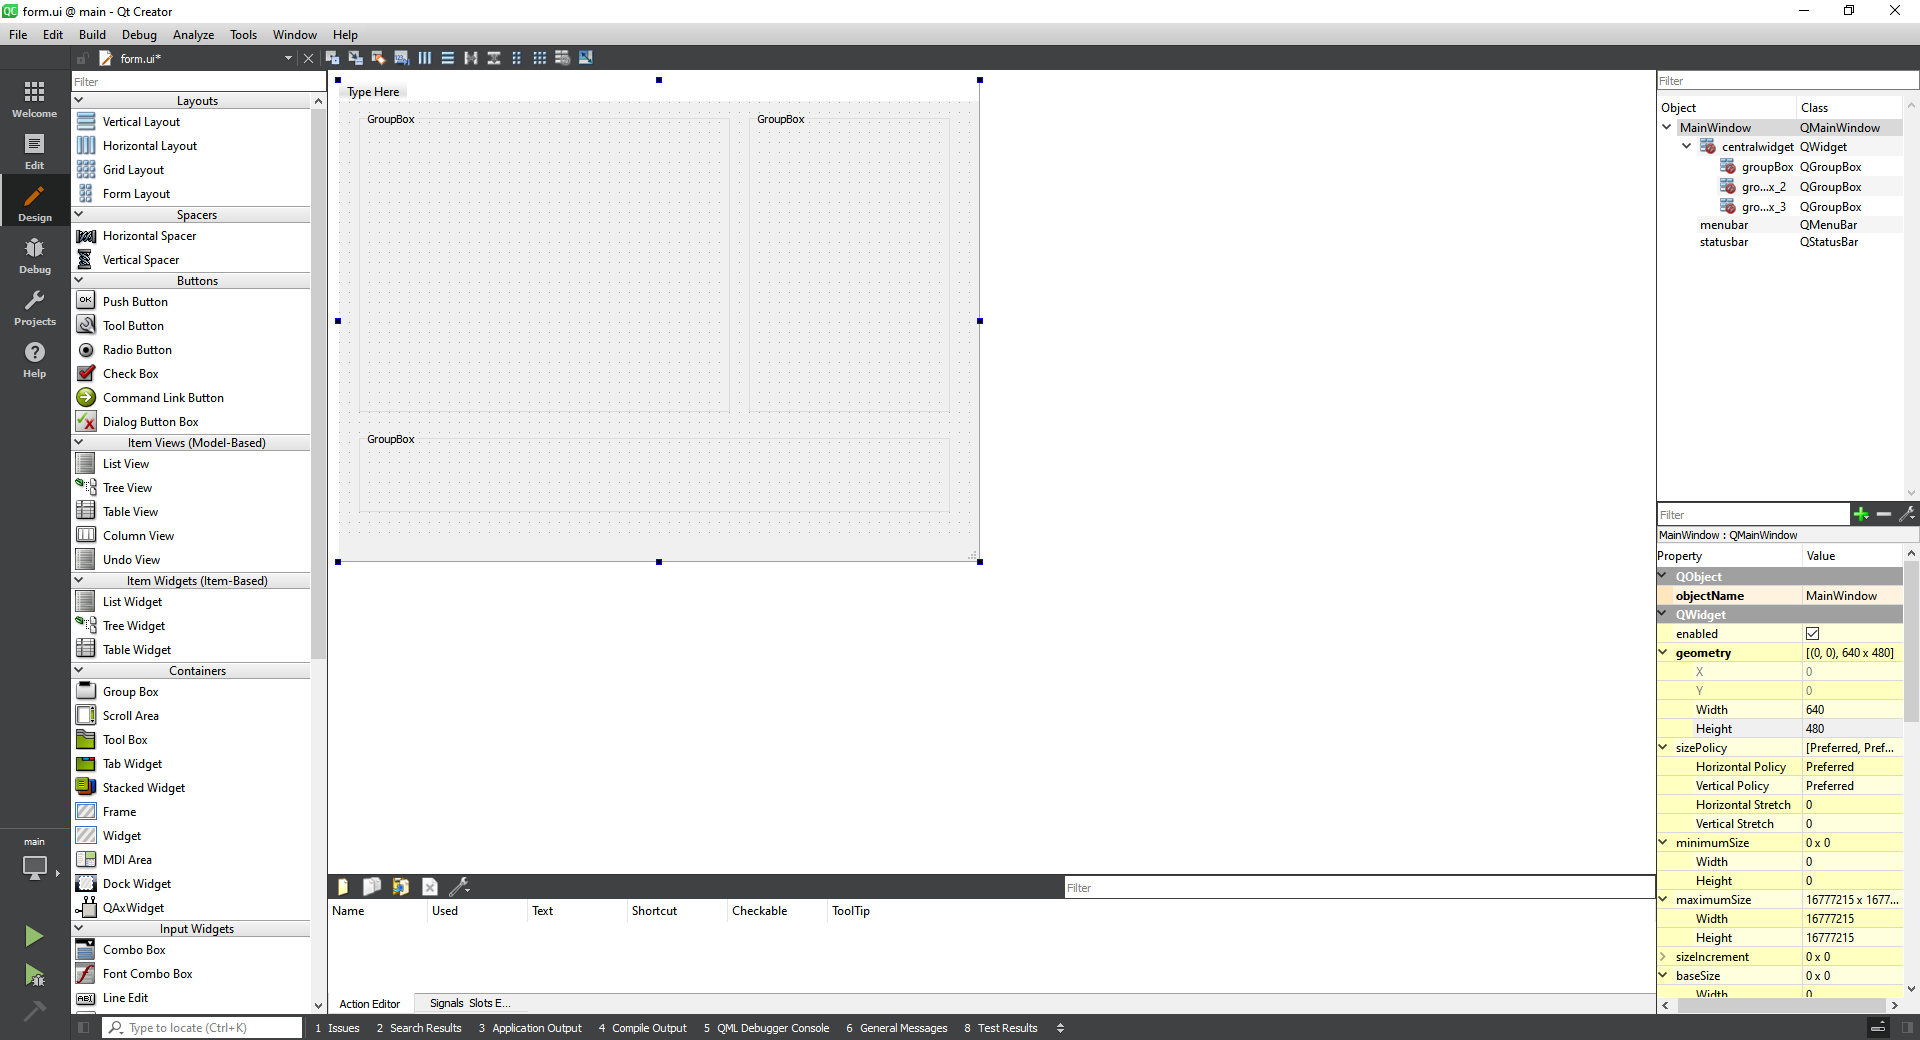 form.ui @ main - Qt Creator
File Edit Build Debug Analyze Tools Window Help
form.ui*
Welcome
Edit
Design
Debug
Projects
Help
main
Filter
Layouts
Vertical Layout
Horizontal Layout
Grid Layout
Form Layout
Spacers
Horizontal Spacer
Vertical Spacer
Buttons
OK Push Button
Tool Button
Radio Button
Check Box
Command Link Button
Dialog Button Box
Item Views (Model-Based)
List View
Tree View
Table View
Column View
Undo View
Item Widgets (Item-Based)
List Widget
Tree Widget
Table Widget
Containers
Group Box
Scroll Area
Tool Box
Tab Widget
Stacked Widget
Frame
Widget
MDI Area
Dock Widget
QAxWidget
Input Widgets
Combo Box
Font Combo Box
Line Edit
Type Here
GroupBox GroupBox
GroupBox
Filter
Name Used Text Shortcut Checkable ToolTip
Action Editor Signals Slots E...
Filter
Object Class
MainWindow QMainWindow
centralwidget QWidget
groupBox QGroupBox
gro...x_2 QGroupBox
gro...x_3 QGroupBox
menubar QMenuBar
statusbar QStatusBar
Filter
MainWindow : QMainWindow
Property Value
QObject
objectName MainWindow
QWidget
enabled
geometry [(0, 0), 640 x 480]
X 0
Y 0
Width 640
Height 480
sizePolicy [Preferred, Pref...
Horizontal Policy Preferred
Vertical Policy Preferred
Horizontal Stretch 0
Vertical Stretch 0
minimumSize 0 x 0
Width 0
Height 0
maximumSize 16777215 x 1677...
Width 16777215
Height 16777215
sizeIncrement 0 x 0
baseSize 0 x 0
Width 0
Type to locate (Ctrl+K) 1 Issues 2 Search Results 3 Application Output 4 Compile Output 5 QML Debugger Console 6 General Messages 8 Test Results